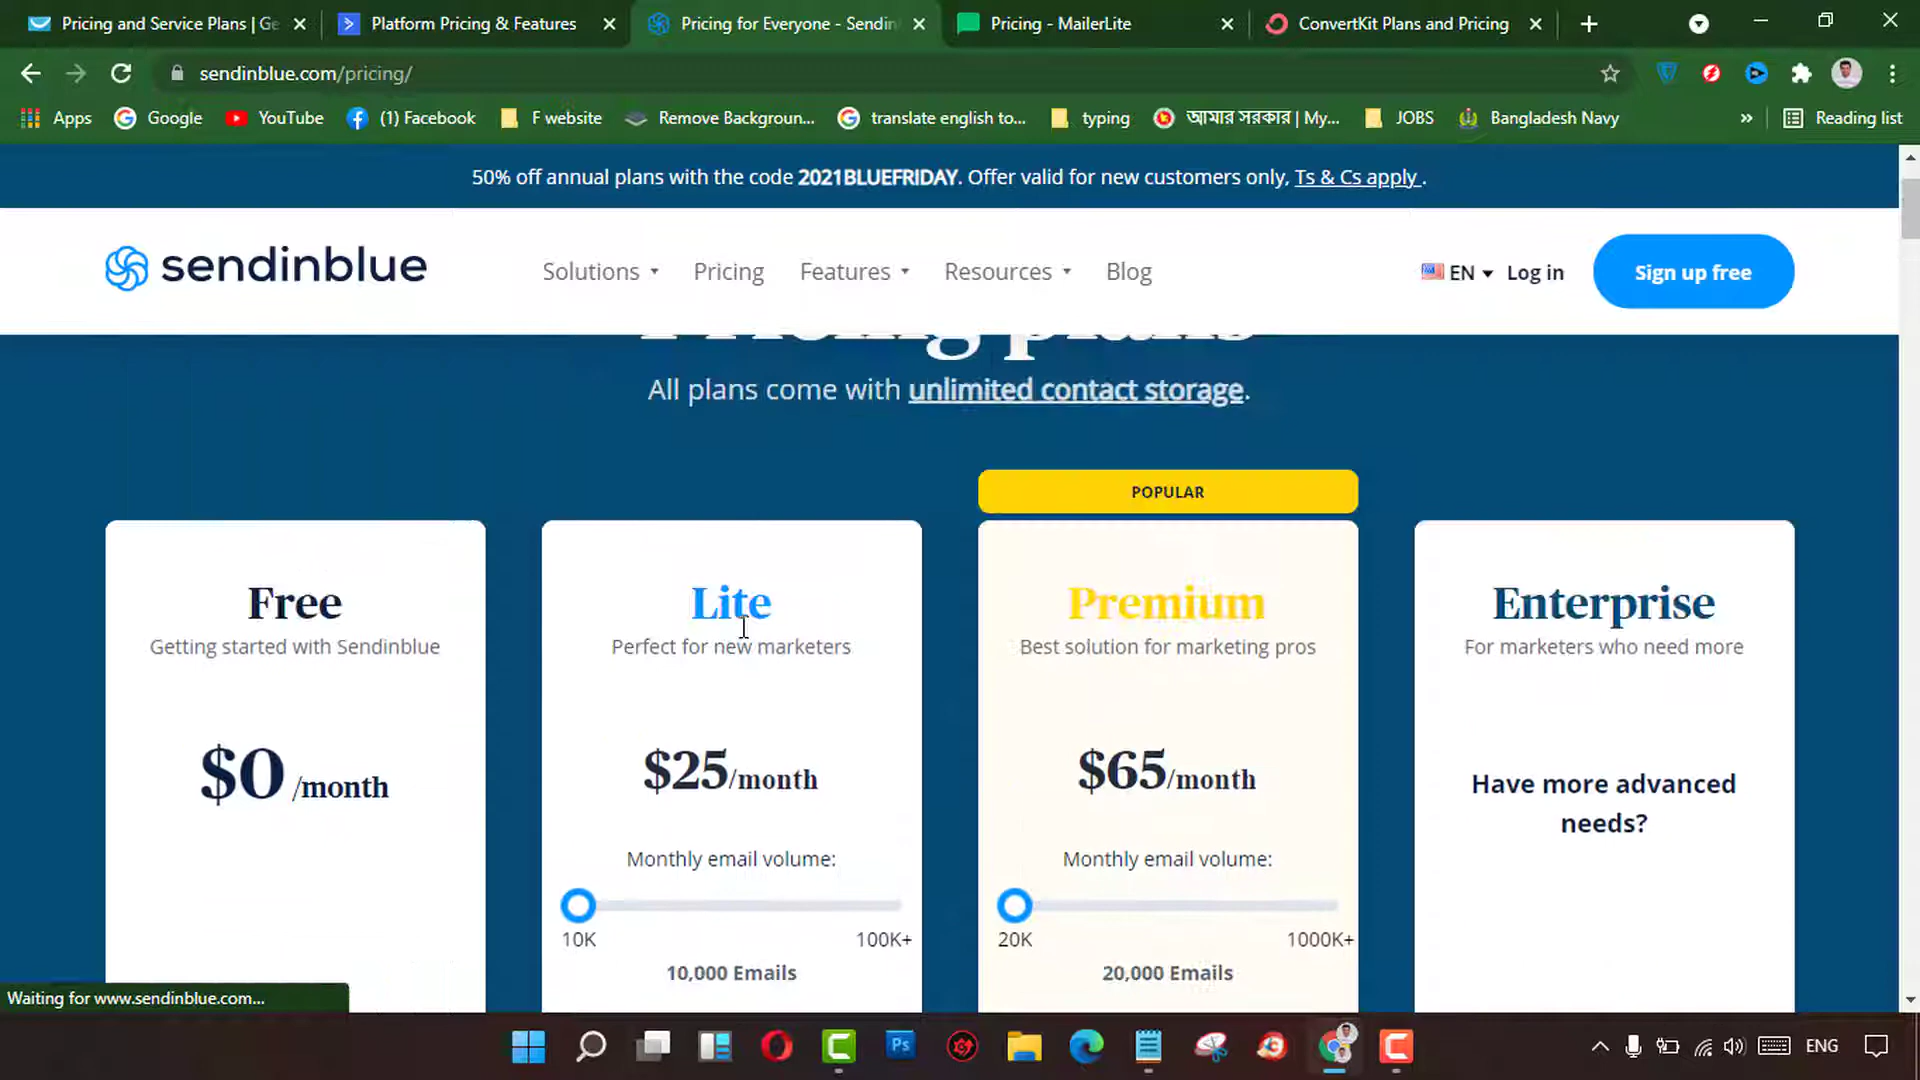 Pricing and Service Plans | Ge
Platform Pricing & Features
Pricing for Everyone - Sendin
Pricing - MailerLite
ConvertKit Plans and Pricing
sendinblue.com/pricing/
Apps
Google
YouTube
(1) Facebook
F website
Remove Backgroun...
translate english to...
typing
আমার সরকার | My...
JOBS
Bangladesh Navy
»
Reading list
50% off annual plans with the code 2021BLUEFRIDAY. Offer valid for new customers only, Ts & Cs apply .
sendinblue
Solutions
Pricing
Features
Resources
Blog
EN
Log in
Sign up free
Pricing plans
All plans come with unlimited contact storage.
POPULAR
Free
Getting started with Sendinblue
$0 /month
Lite
Perfect for new marketers
$25/month
Monthly email volume:
10K
100K+
10,000 Emails
Premium
Best solution for marketing pros
$65/month
Monthly email volume:
20K
1000K+
20,000 Emails
Enterprise
For marketers who need more
Have more advanced
needs?
Waiting for www.sendinblue.com...
Ps
ENG